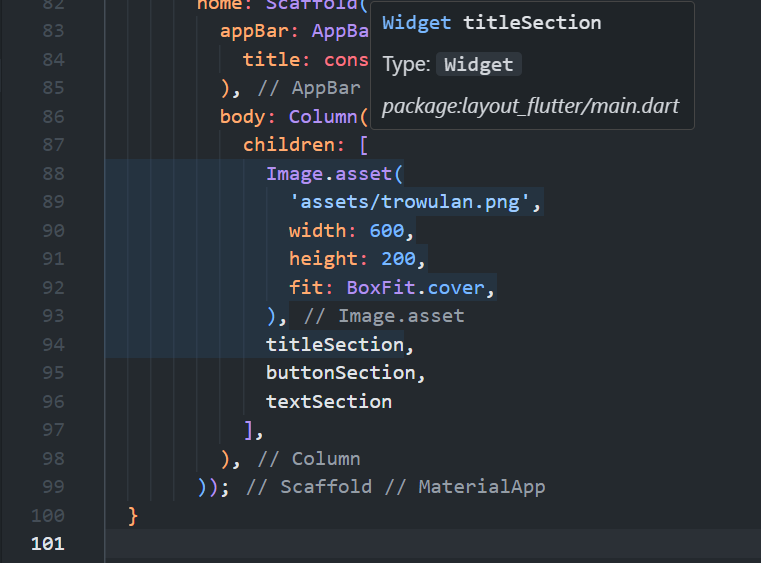 82 home: Scaffold(
Widget titleSection
83 appBar: AppBa
84 title: cons
Type: Widget
85 ), // AppBar
package:layout_flutter/main.dart
86 body: Column(
87 children: [
88 Image.asset(
89 'assets/trowulan.png',
90 width: 600,
91 height: 200,
92 fit: BoxFit.cover,
93 ), // Image.asset
94 titleSection,
95 buttonSection,
96 textSection
97 ],
98 ), // Column
99 )); // Scaffold // MaterialApp
100 }
101